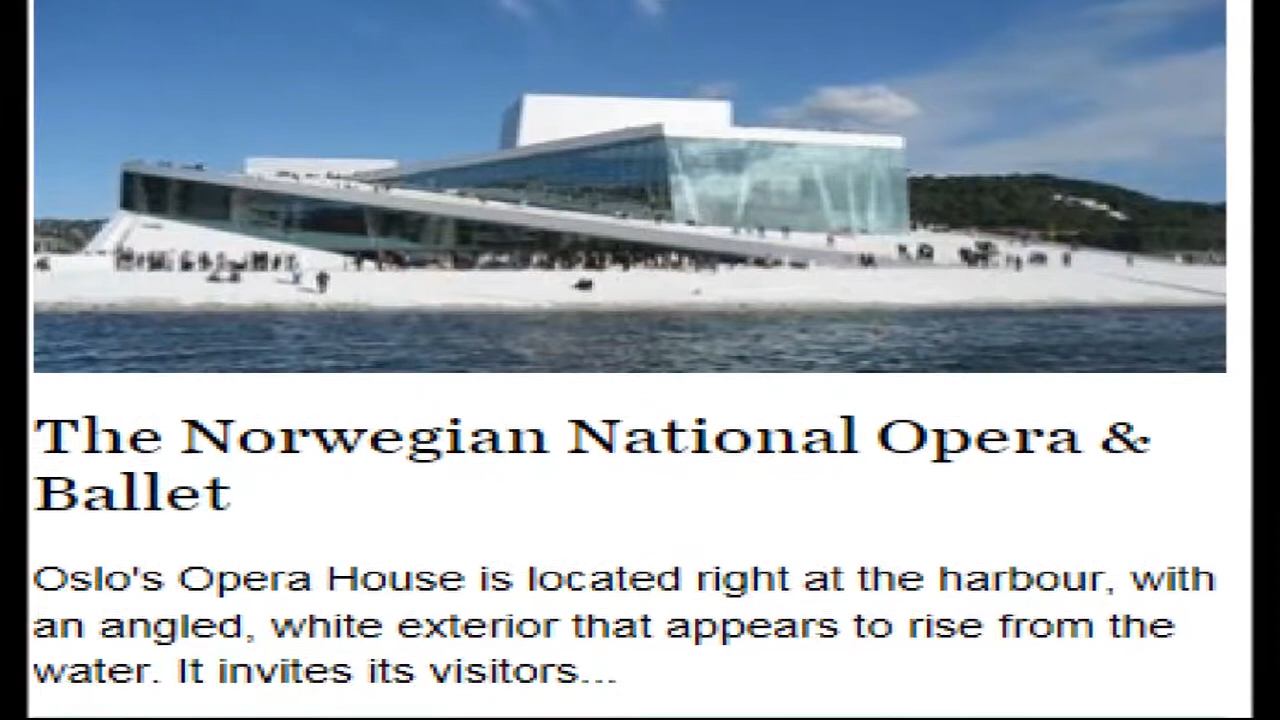 The Norwegian National Opera &
Ballet
Oslo's Opera House is located right at the harbour, with
an angled, white exterior that appears to rise from the
water. It invites its visitors...